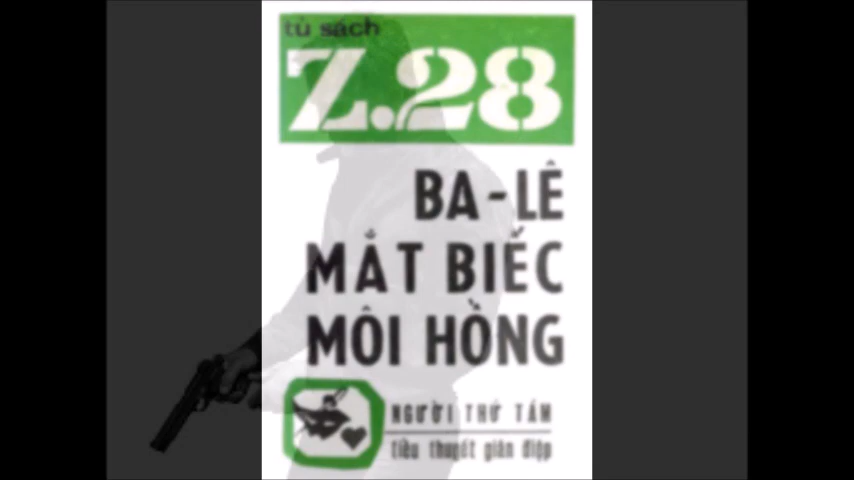 tủ sách
Z.28
BA-LÊ
MẮT BIẾC
MÔI HỒNG
NGƯỜI THỨ TÁM
tiểu thuyết gián điệp